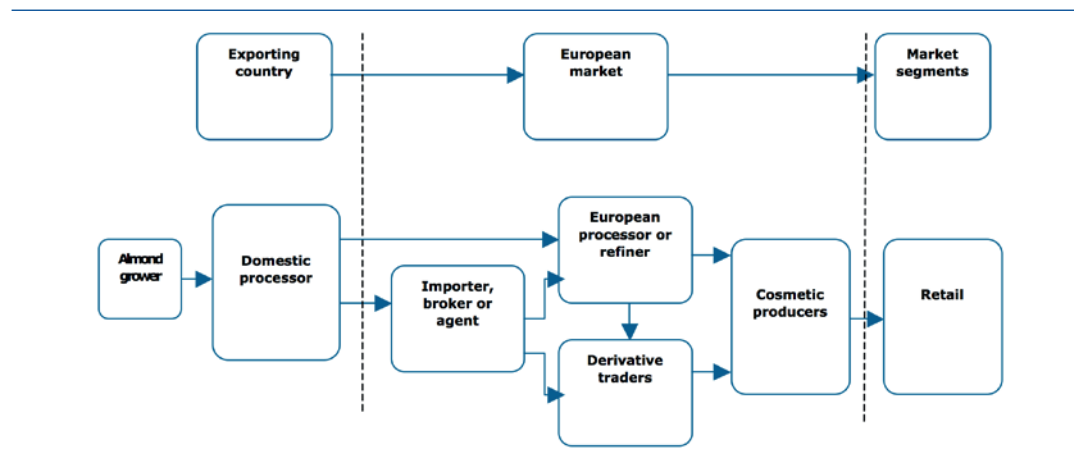 Exporting
country
European
market
Market
segments
Almond
grower
Domestic
processor
Importer,
broker or
agent
European
processor or
refiner
Derivative
traders
Cosmetic
producers
Retail